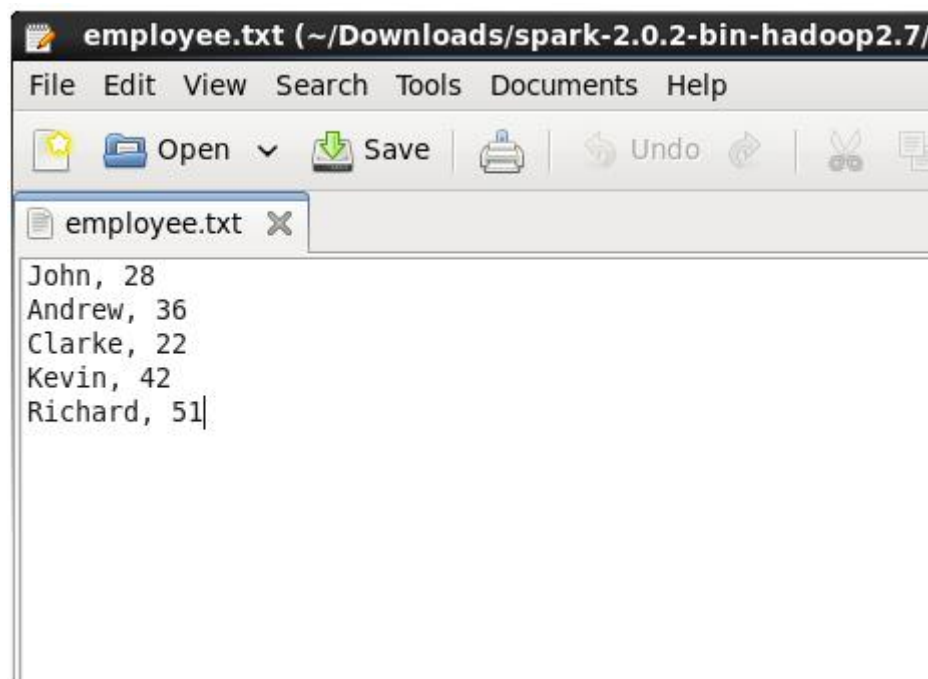 employee.txt (~/Downloads/spark-2.0.2-bin-hadoop2.7/
File Edit View Search Tools Documents Help
Open Save Undo
employee.txt
John, 28
Andrew, 36
Clarke, 22
Kevin, 42
Richard, 51